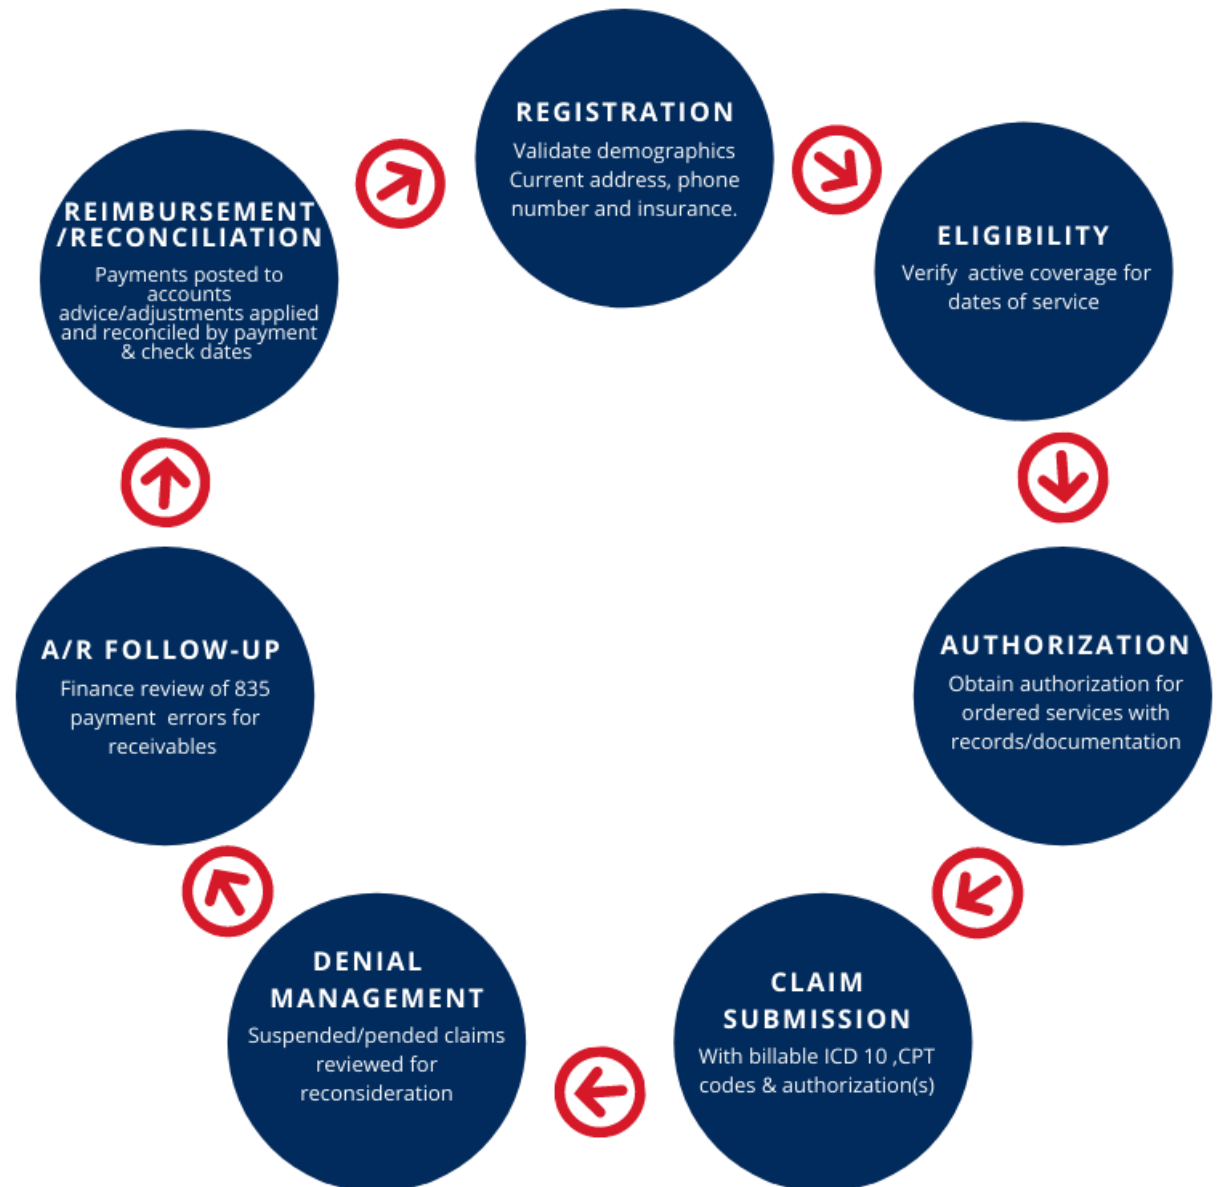 REGISTRATION
Validate demographics
Current address, phone
number and insurance.
ELIGIBILITY
Verify active coverage for
dates of service
AUTHORIZATION
Obtain authorization for
ordered services with
records/documentation
CLAIM
SUBMISSION
With billable ICD 10 ,CPT
codes & authorization(s)
DENIAL
MANAGEMENT
Suspended/pended claims
reviewed for
reconsideration
A/R FOLLOW-UP
Finance review of 835
payment errors for
receivables
REIMBURSEMENT
/RECONCILIATION
Payments posted to
accounts
advice/adjustments applied
and reconciled by payment
& check dates